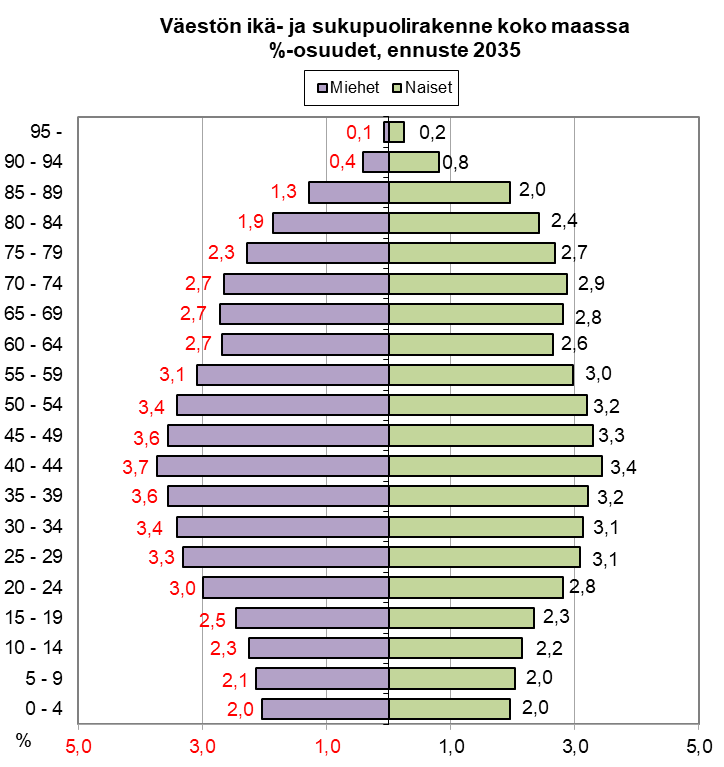 Väestön ikä- ja sukupuolirakenne koko maassa
%-osuudet, ennuste 2035
Miehet Naiset
95 - 0,1 0,2
90 - 94 0,4 0,8
85 - 89 1,3 2,0
80 - 84 1,9 2,4
75 - 79 2,3 2,7
70 - 74 2,7 2,9
65 - 69 2,7 2,8
60 - 64 2,7 2,6
55 - 59 3,1 3,0
50 - 54 3,4 3,2
45 - 49 3,6 3,3
40 - 44 3,7 3,4
35 - 39 3,6 3,2
30 - 34 3,4 3,1
25 - 29 3,3 3,1
20 - 24 3,0 2,8
15 - 19 2,5 2,3
10 - 14 2,3 2,2
5 - 9 2,1 2,0
0 - 4 2,0 2,0
% 5,0 3,0 1,0 1,0 3,0 5,0